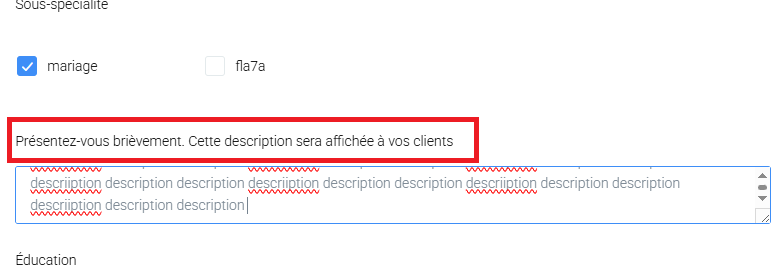 Sous-spécialité
mariage
fla7a
Présentez-vous brièvement. Cette description sera affichée à vos clients
descriiption description description descriiption description description descriiption description description
descriiption description description
Éducation